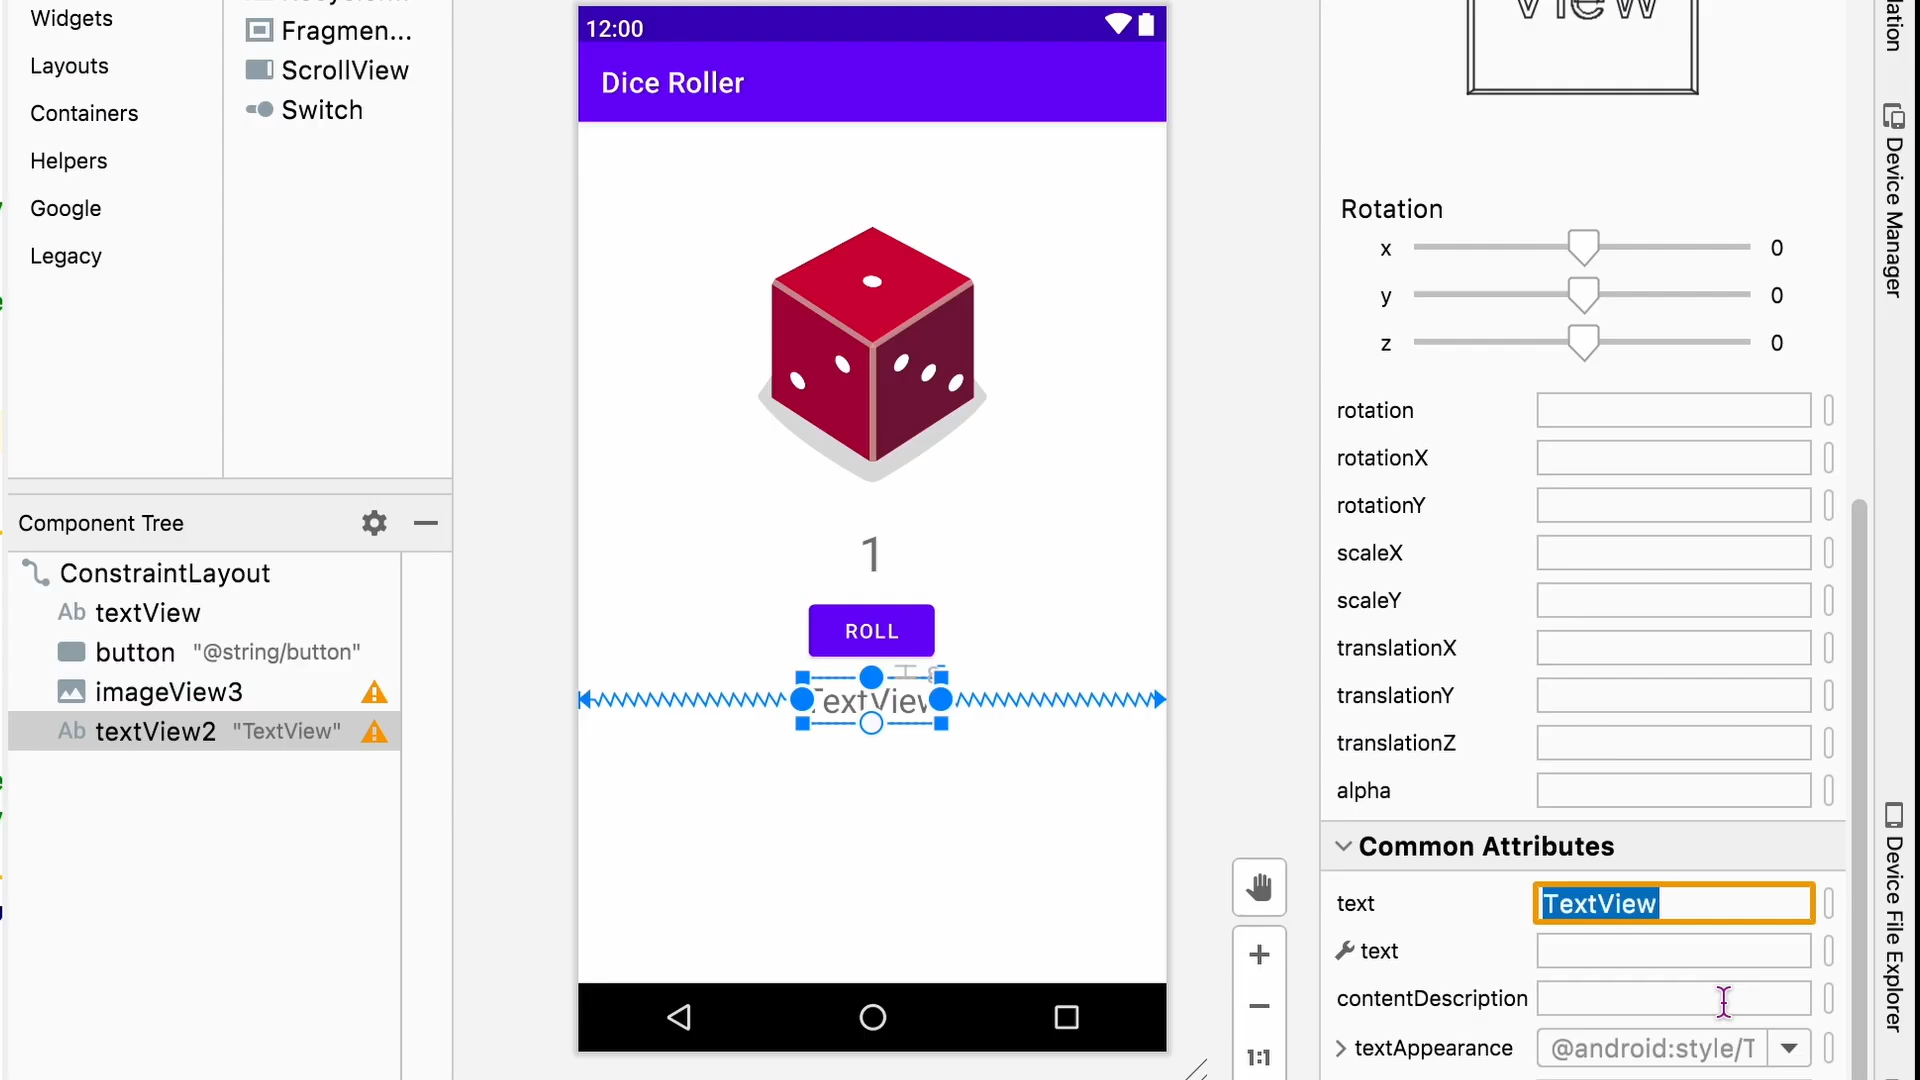 Widgets
Layouts
Containers
Helpers
Google
Legacy
Fragmen...
ScrollView
Switch
Component Tree
ConstraintLayout
Ab textView
button "@string/button"
imageView3
Ab textView2 "TextView"
12:00
Dice Roller
1
ROLL
TextView
1:1
View
Rotation
x 0
y 0
z 0
rotation
rotationX
rotationY
scaleX
scaleY
translationX
translationY
translationZ
alpha
Common Attributes
text TextView
text
contentDescription
textAppearance @android:style/T
Device Manager
Device File Explorer